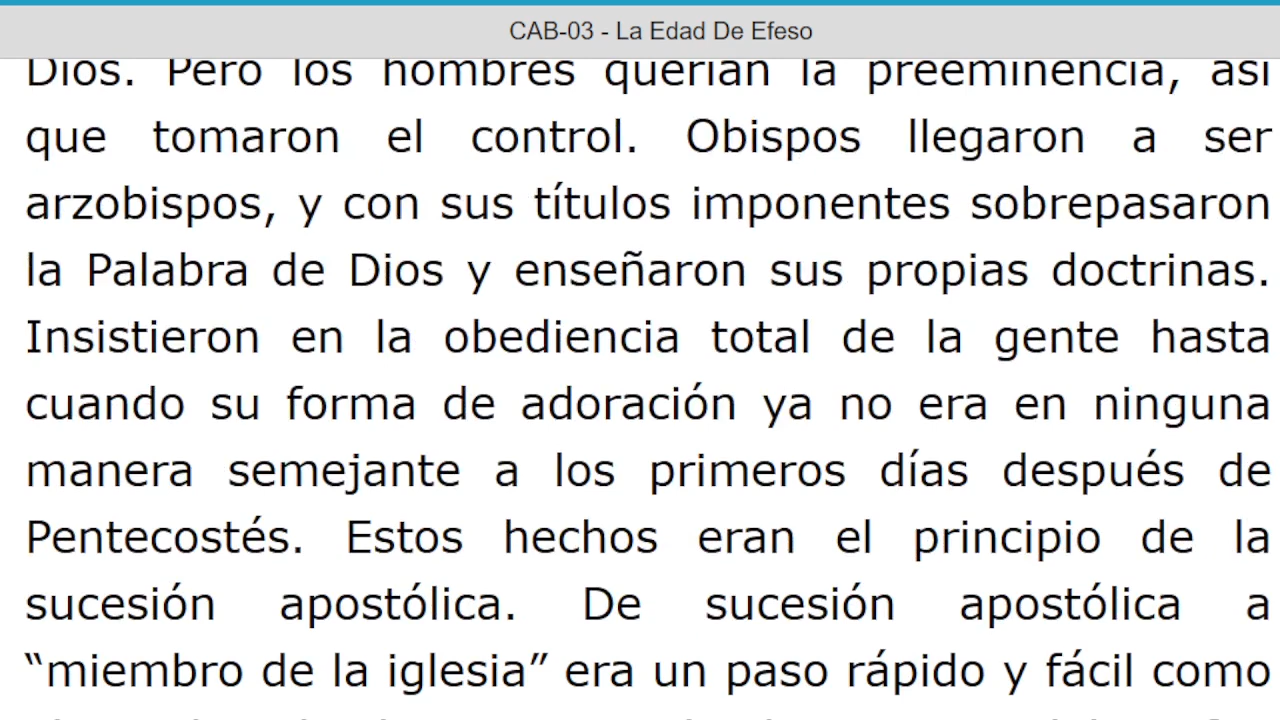 CAB-03 - La Edad De Efeso
Dios. Pero los hombres querían la preeminencia, así
que tomaron el control. Obispos llegaron a ser
arzobispos, y con sus títulos imponentes sobrepasaron
la Palabra de Dios y enseñaron sus propias doctrinas.
Insistieron en la obediencia total de la gente hasta
cuando su forma de adoración ya no era en ninguna
manera semejante a los primeros días después de
Pentecostés. Estos hechos eran el principio de la
sucesión apostólica. De sucesión apostólica a
“miembro de la iglesia” era un paso rápido y fácil como